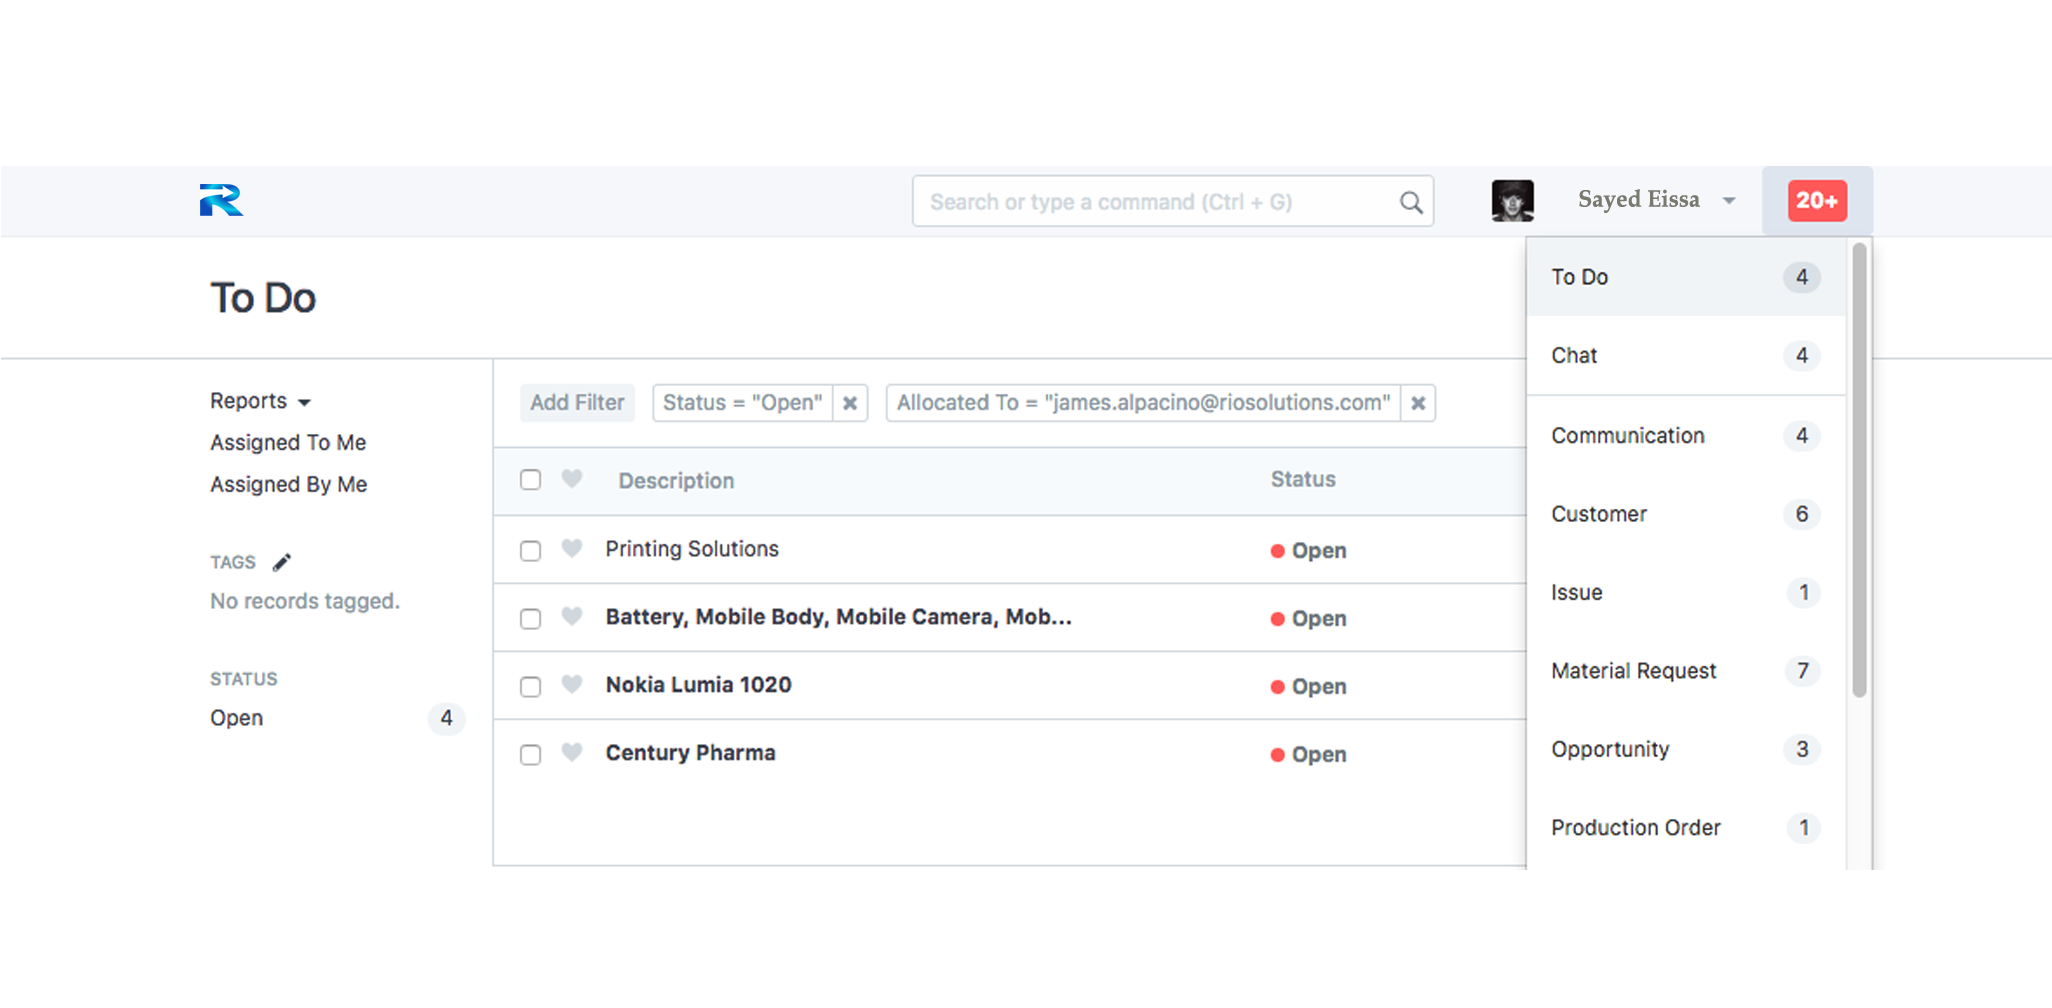 Search or type a command (Ctrl + G)
Sayed Eissa
20+
To Do
Reports
Assigned To Me
Assigned By Me
TAGS
No records tagged.
STATUS
Open 4
Add Filter
Status = "Open"
Allocated To = "james.alpacino@riosolutions.com"
Description Status
Printing Solutions Open
Battery, Mobile Body, Mobile Camera, Mob... Open
Nokia Lumia 1020 Open
Century Pharma Open
To Do 4
Chat 4
Communication 4
Customer 6
Issue 1
Material Request 7
Opportunity 3
Production Order 1